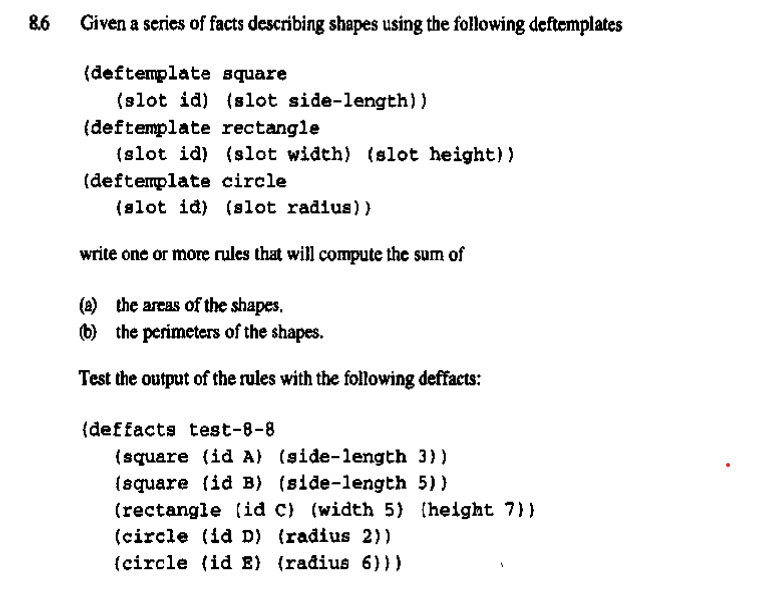 8.6 Given a series of facts describing shapes using the following deftemplates
(deftemplate square
(slot id) (slot side-length))
(deftemplate rectangle
(slot id) (slot width) (slot height))
(deftemplate circle
(slot id) (slot radius))
write one or more rules that will compute the sum of
(a) the areas of the shapes.
(b) the perimeters of the shapes.
Test the output of the rules with the following deffacts:
(deffacts test-8-8
(square (id A) (side-length 3))
(square (id B) (side-length 5))
(rectangle (id C) (width 5) (height 7))
(circle (id D) (radius 2))
(circle (id E) (radius 6)))